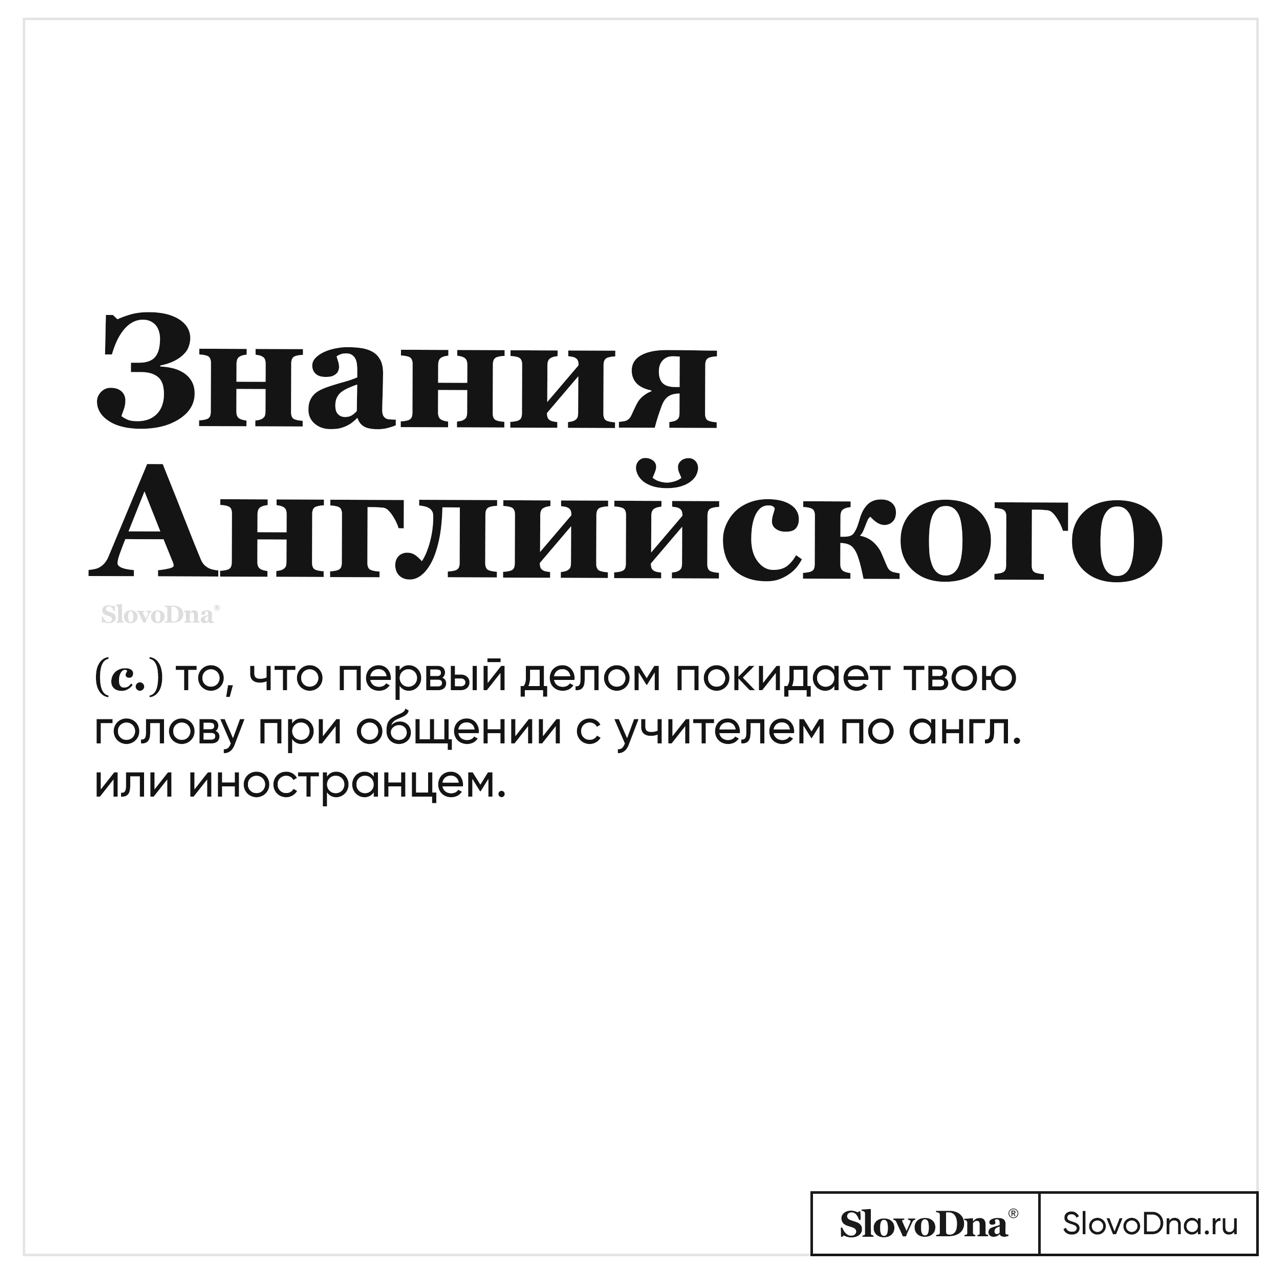 Знания
Английского
SlovoDna®
(с.) то, что первый делом покидает твою
голову при общении с учителем по англ.
или иностранцем.
SlovoDna® SlovoDna.ru